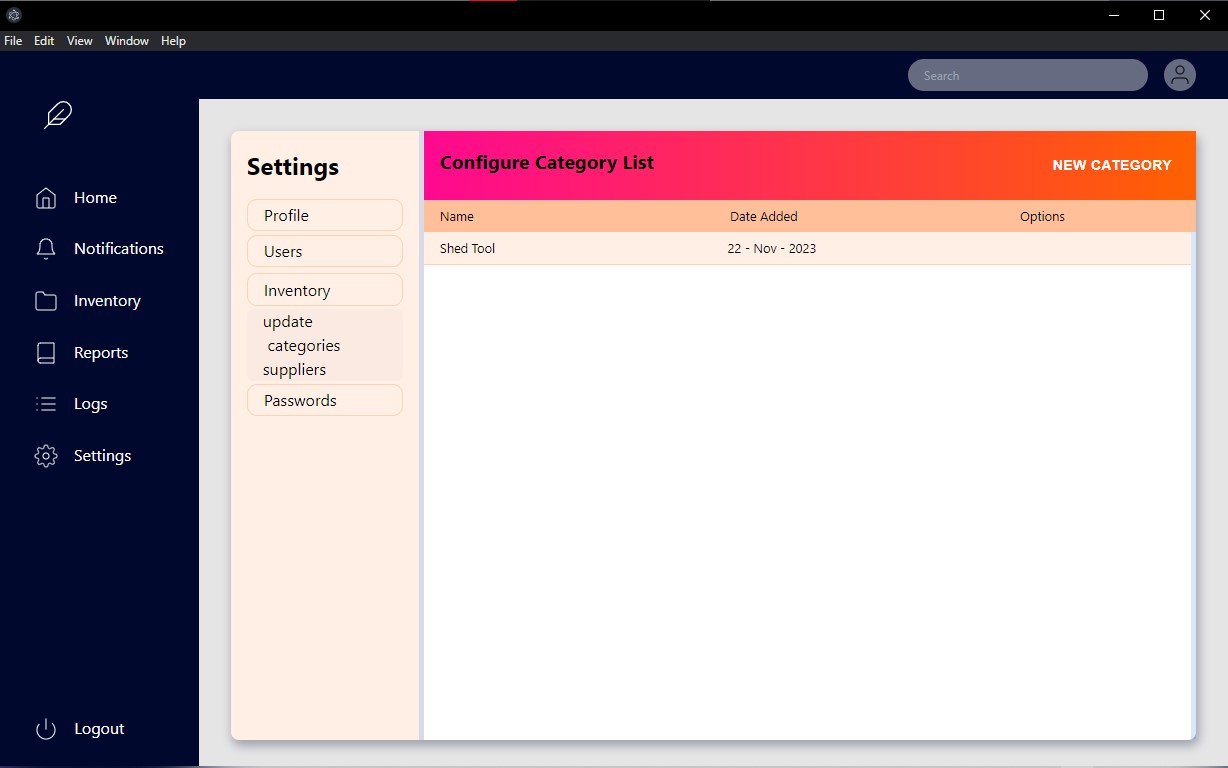 File Edit View Window Help
Search
Home
Notifications
Inventory
Reports
Logs
Settings
Logout
Settings
Profile
Users
Inventory
update
categories
suppliers
Passwords
Configure Category List NEW CATEGORY
Name Date Added Options
Shed Tool 22 - Nov - 2023